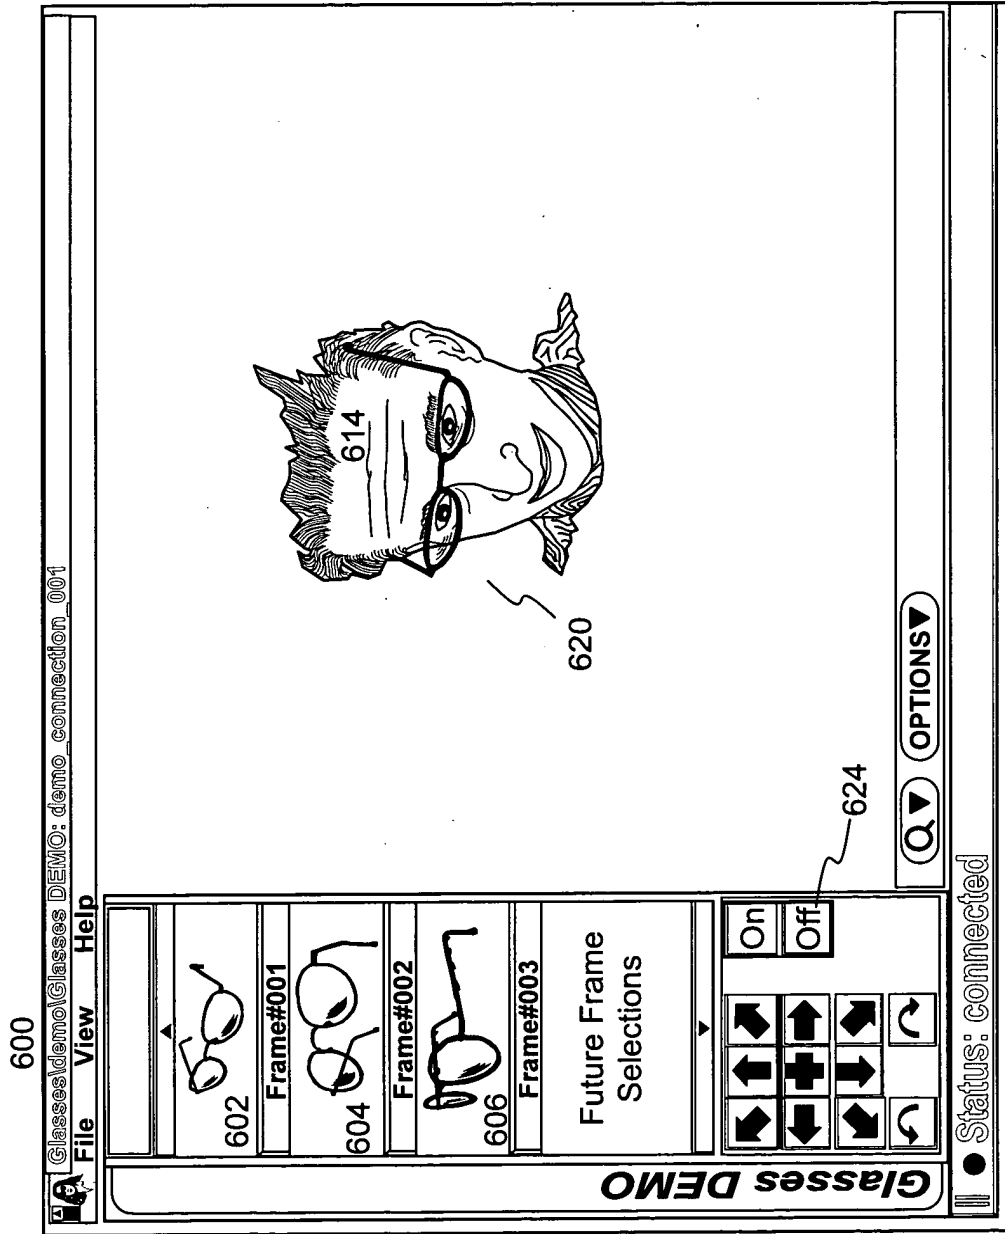 600
Glasses\demo\Glasses DEMO: demo_connection_001
File View Help
Glasses DEMO
602
Frame#001
604
Frame#002
606
Frame#003
Future Frame
Selections
On
Off
624
614
620
OPTIONS
Status: connected